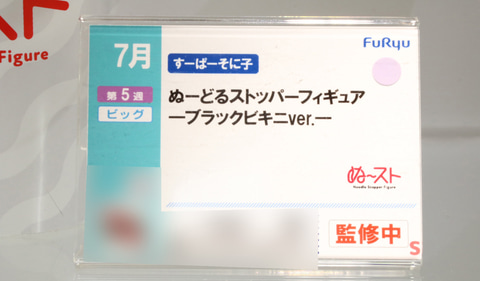 スト
Figure
7月
すーぱーそに子
FuRyu
第5週
ビッグ
ぬーどるストッパーフィギュア
ーブラックビキニver.ー
ぬ〜スト
Noodle Stopper Figure
監修中
S